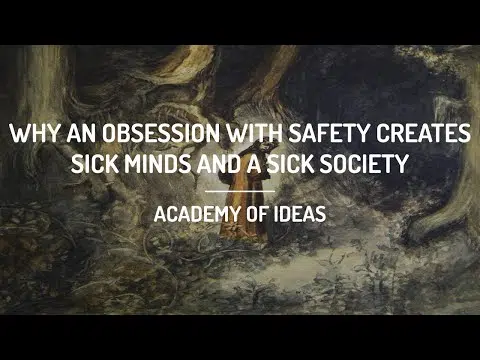 WHY AN OBSESSION WITH SAFETY CREATES
SICK MINDS AND A SICK SOCIETY
ACADEMY OF IDEAS